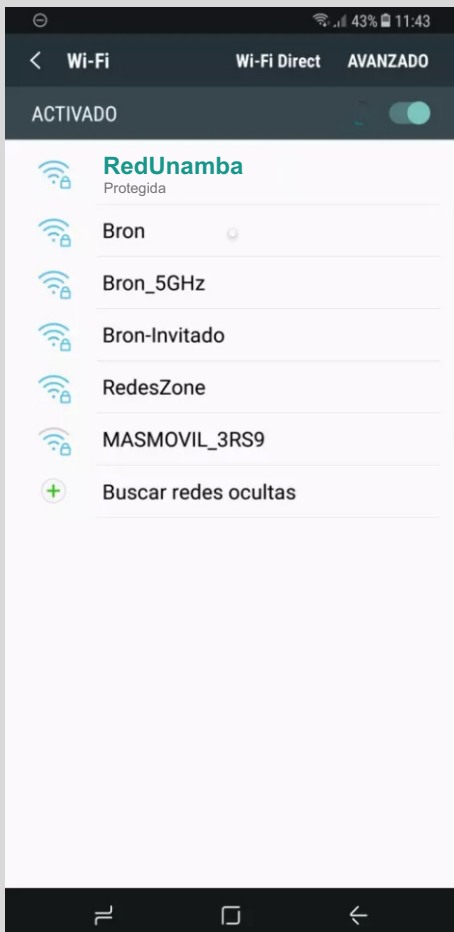 43% 11:43
Wi-Fi Wi-Fi Direct AVANZADO
ACTIVADO
RedUnamba
Protegida
Bron
Bron_5GHz
Bron-Invitado
RedesZone
MASMOVIL_3RS9
Buscar redes ocultas